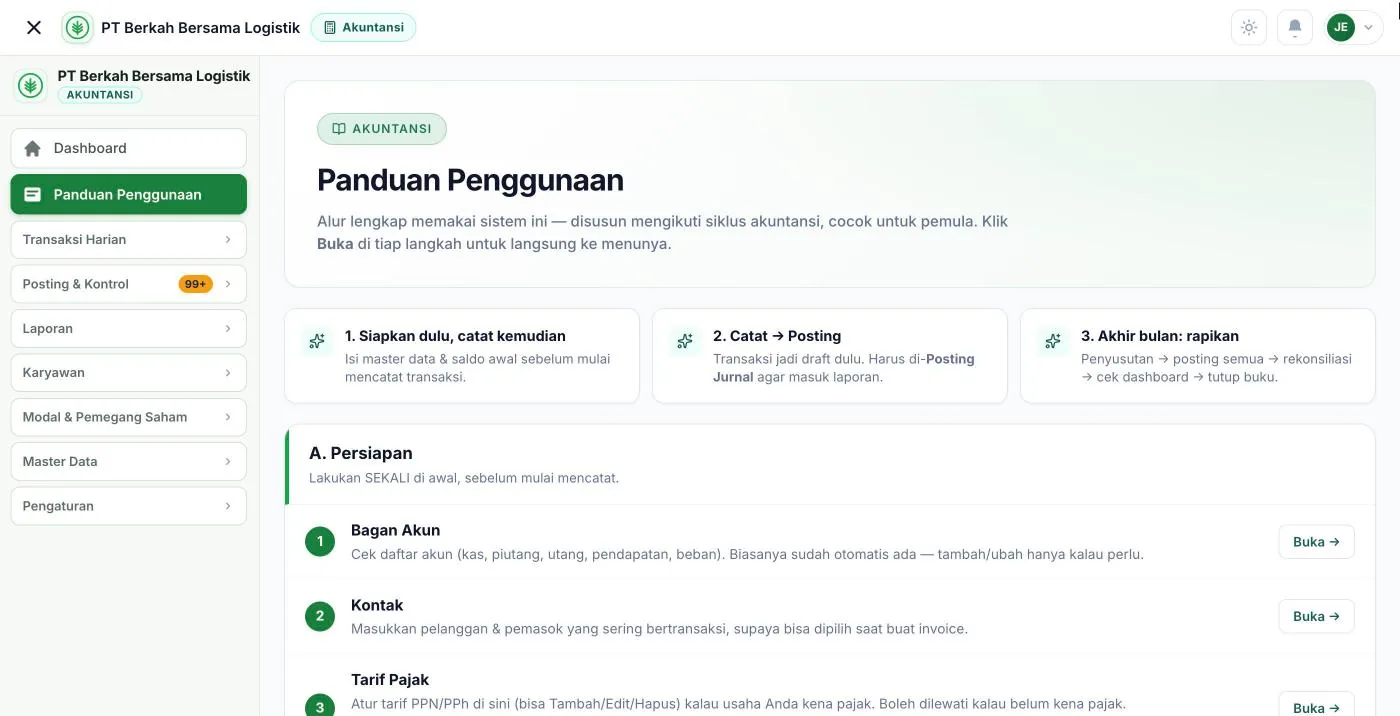 PT Berkah Bersama Logistik
Akuntansi
JE
PT Berkah Bersama Logistik
AKUNTANSI
Dashboard
Panduan Penggunaan
Transaksi Harian
Posting & Kontrol
99+
Laporan
Karyawan
Modal & Pemegang Saham
Master Data
Pengaturan
AKUNTANSI
Panduan Penggunaan
Alur lengkap memakai sistem ini — disusun mengikuti siklus akuntansi, cocok untuk pemula. Klik
Buka di tiap langkah untuk langsung ke menunya.
1. Siapkan dulu, catat kemudian
Isi master data & saldo awal sebelum mulai
mencatat transaksi.
2. Catat → Posting
Transaksi jadi draft dulu. Harus di-Posting
Jurnal agar masuk laporan.
3. Akhir bulan: rapikan
Penyusutan → posting semua → rekonsiliasi
→ cek dashboard → tutup buku.
A. Persiapan
Lakukan SEKALI di awal, sebelum mulai mencatat.
1
Bagan Akun
Cek daftar akun (kas, piutang, utang, pendapatan, beban). Biasanya sudah otomatis ada — tambah/ubah hanya kalau perlu.
Buka →
2
Kontak
Masukkan pelanggan & pemasok yang sering bertransaksi, supaya bisa dipilih saat buat invoice.
Buka →
3
Tarif Pajak
Atur tarif PPN/PPh di sini (bisa Tambah/Edit/Hapus) kalau usaha Anda kena pajak. Boleh dilewati kalau belum kena pajak.
Buka →